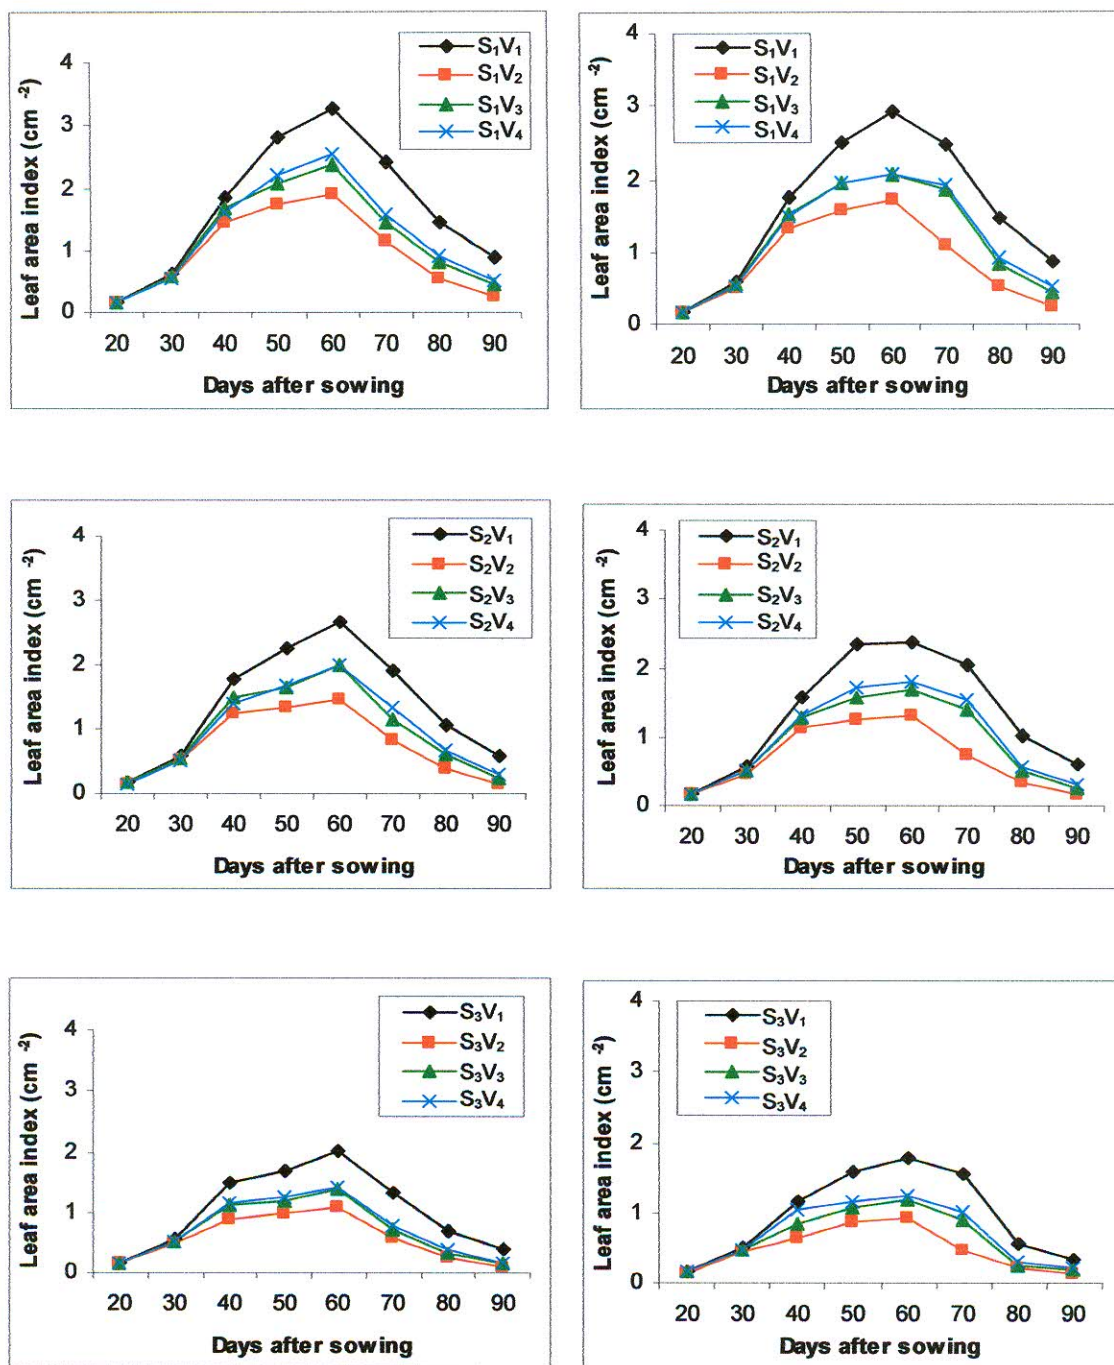 S₁V₁
S₁V₂
S₁V₃
S₁V₄
Leaf area index (cm ⁻²)
4
3
2
1
0
20 30 40 50 60 70 80 90
Days after sowing
S₁V₁
S₁V₂
S₁V₃
S₁V₄
Leaf area index (cm ⁻²)
4
3
2
1
0
20 30 40 50 60 70 80 90
Days after sowing
S₂V₁
S₂V₂
S₂V₃
S₂V₄
Leaf area index (cm ⁻²)
4
3
2
1
0
20 30 40 50 60 70 80 90
Days after sowing
S₂V₁
S₂V₂
S₂V₃
S₂V₄
Leaf area index (cm ⁻²)
4
3
2
1
0
20 30 40 50 60 70 80 90
Days after sowing
S₃V₁
S₃V₂
S₃V₃
S₃V₄
Leaf area index (cm ⁻²)
4
3
2
1
0
20 30 40 50 60 70 80 90
Days after sowing
S₃V₁
S₃V₂
S₃V₃
S₃V₄
Leaf area index (cm ⁻²)
4
3
2
1
0
20 30 40 50 60 70 80 90
Days after sowing